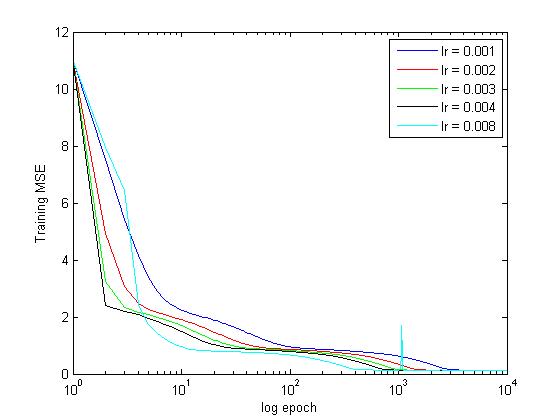 12
10
8
6
4
2
0
Training MSE
10^0
10^1
10^2
10^3
10^4
log epoch
lr = 0.001
lr = 0.002
lr = 0.003
lr = 0.004
lr = 0.008